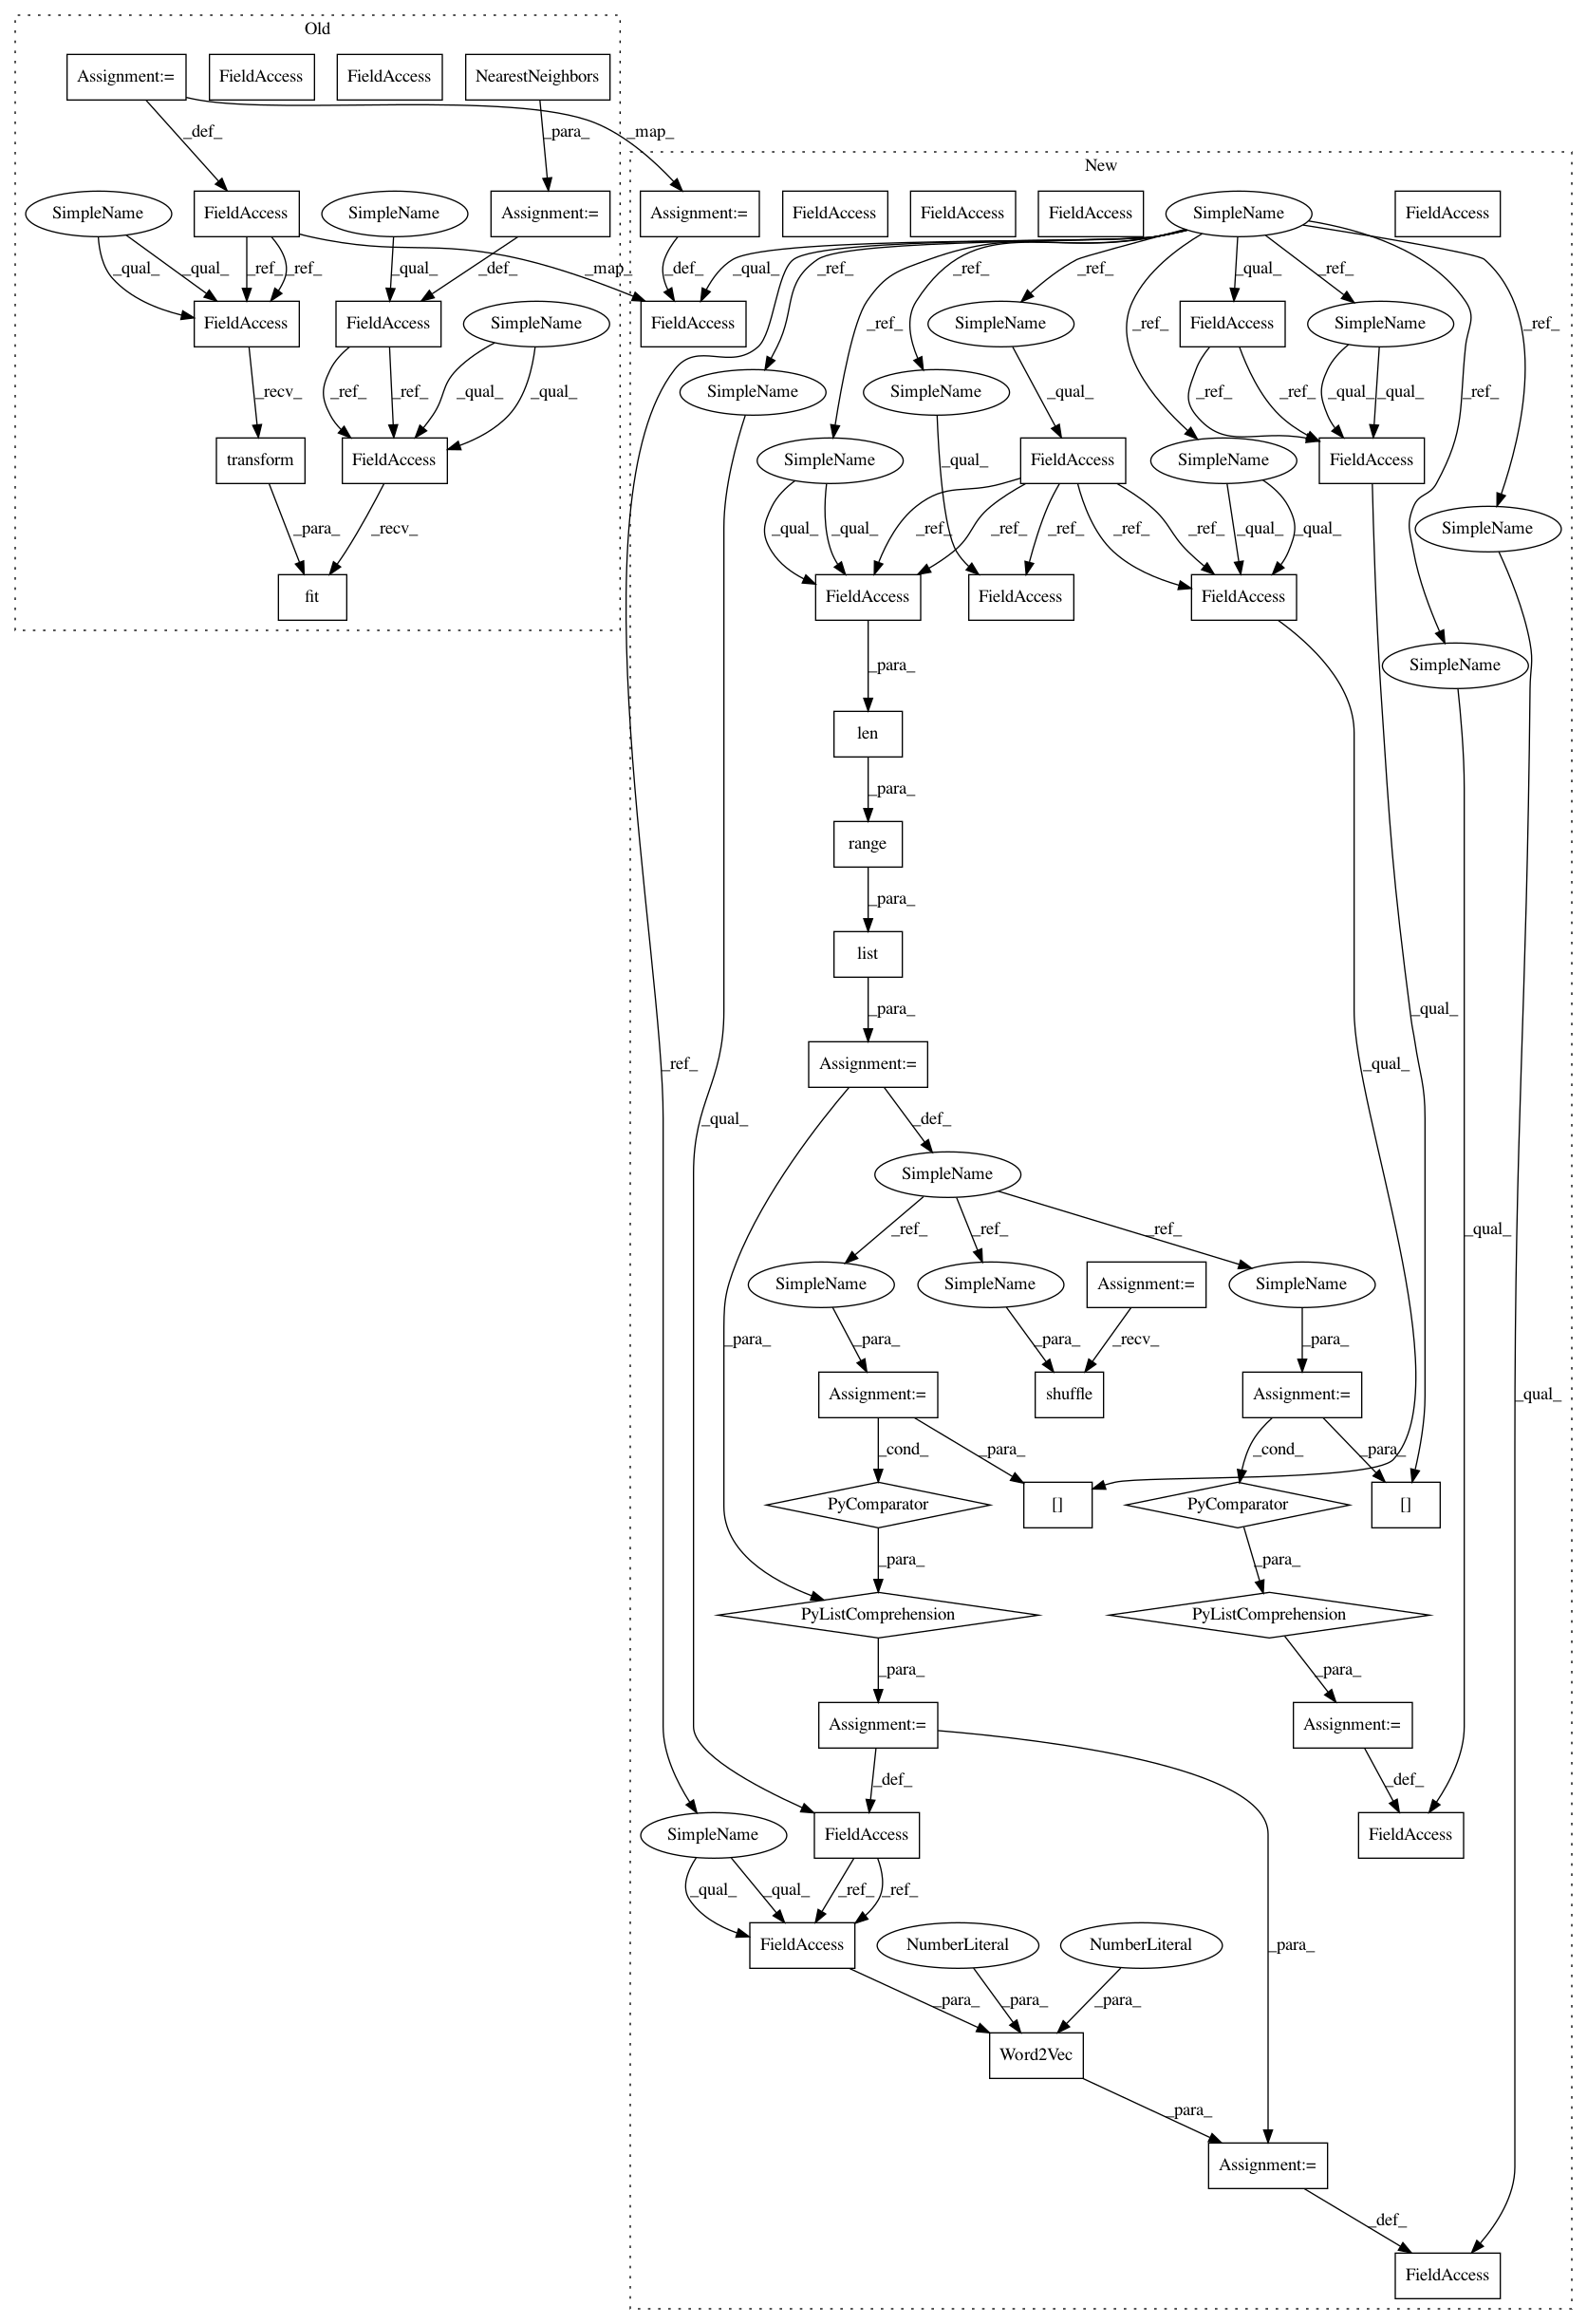 Old
Assignment:=
FieldAccess
FieldAccess
NearestNeighbors
_def_
_para_
_map_
New
SimpleName
FieldAccess
SimpleName
Assignment:=
Assignment:=
FieldAccess
FieldAccess
FieldAccess
SimpleName
FieldAccess
_qual_
_qual_
_ref_
_ref_
_qual_
_def_
_map_
_def_
_qual_
_ref_
_ref_
_ref_
_qual_
_ref_
FieldAccess
FieldAccess
SimpleName
FieldAccess
SimpleName
FieldAccess
SimpleName
_ref_
_ref_
_ref_
_recv_
_ref_
_ref_
_qual_
_qual_
SimpleName
SimpleName
_qual_
_ref_
_ref_
_qual_
_qual_
_ref_
transform
FieldAccess
SimpleName
FieldAccess
SimpleName
FieldAccess
_qual_
_para_
_recv_
_qual_
_qual_
_ref_
_ref_
_ref_
_ref_
_ref_
_qual_
_qual_
SimpleName
fit
FieldAccess
FieldAccess
FieldAccess
_para_
SimpleName
len
_para_
range
_para_
list
_para_
_qual_
Assignment:=
_ref_
_qual_
_qual_
_def_
SimpleName
_ref_
_ref_
_ref_
_qual_
SimpleName
SimpleName
Assignment:=
SimpleName
_para_
_para_
_para_
_recv_
_para_
Assignment:=
shuffle
Assignment:=
_qual_
_cond_
_para_
_cond_
_para_
PyComparator
[]
PyComparator
[]
_para_
_para_
PyListComprehension
PyListComprehension
_para_
_para_
Assignment:=
Assignment:=
_def_
_def_
SimpleName
FieldAccess
FieldAccess
_qual_
_qual_
_ref_
_ref_
FieldAccess
NumberLiteral
NumberLiteral
_para_
_para_
_para_
_para_
Word2Vec
_para_
Assignment:=
_def_
FieldAccess